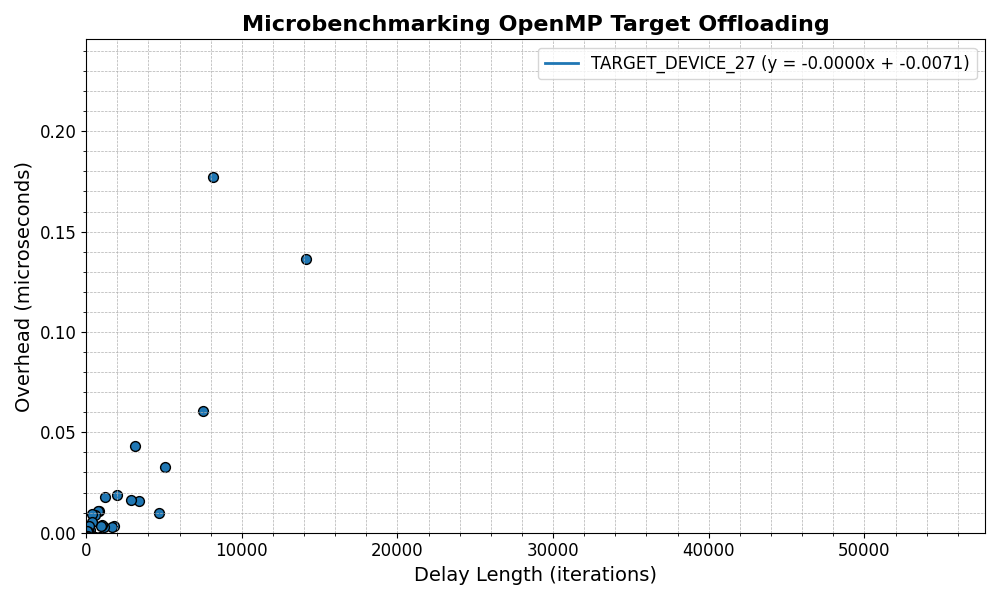 Microbenchmarking OpenMP Target Offloading
TARGET_DEVICE_27 (y = -0.0000x + -0.0071)
Overhead (microseconds)
0.20
0.15
0.10
0.05
0.00
0 10000 20000 30000 40000 50000
Delay Length (iterations)